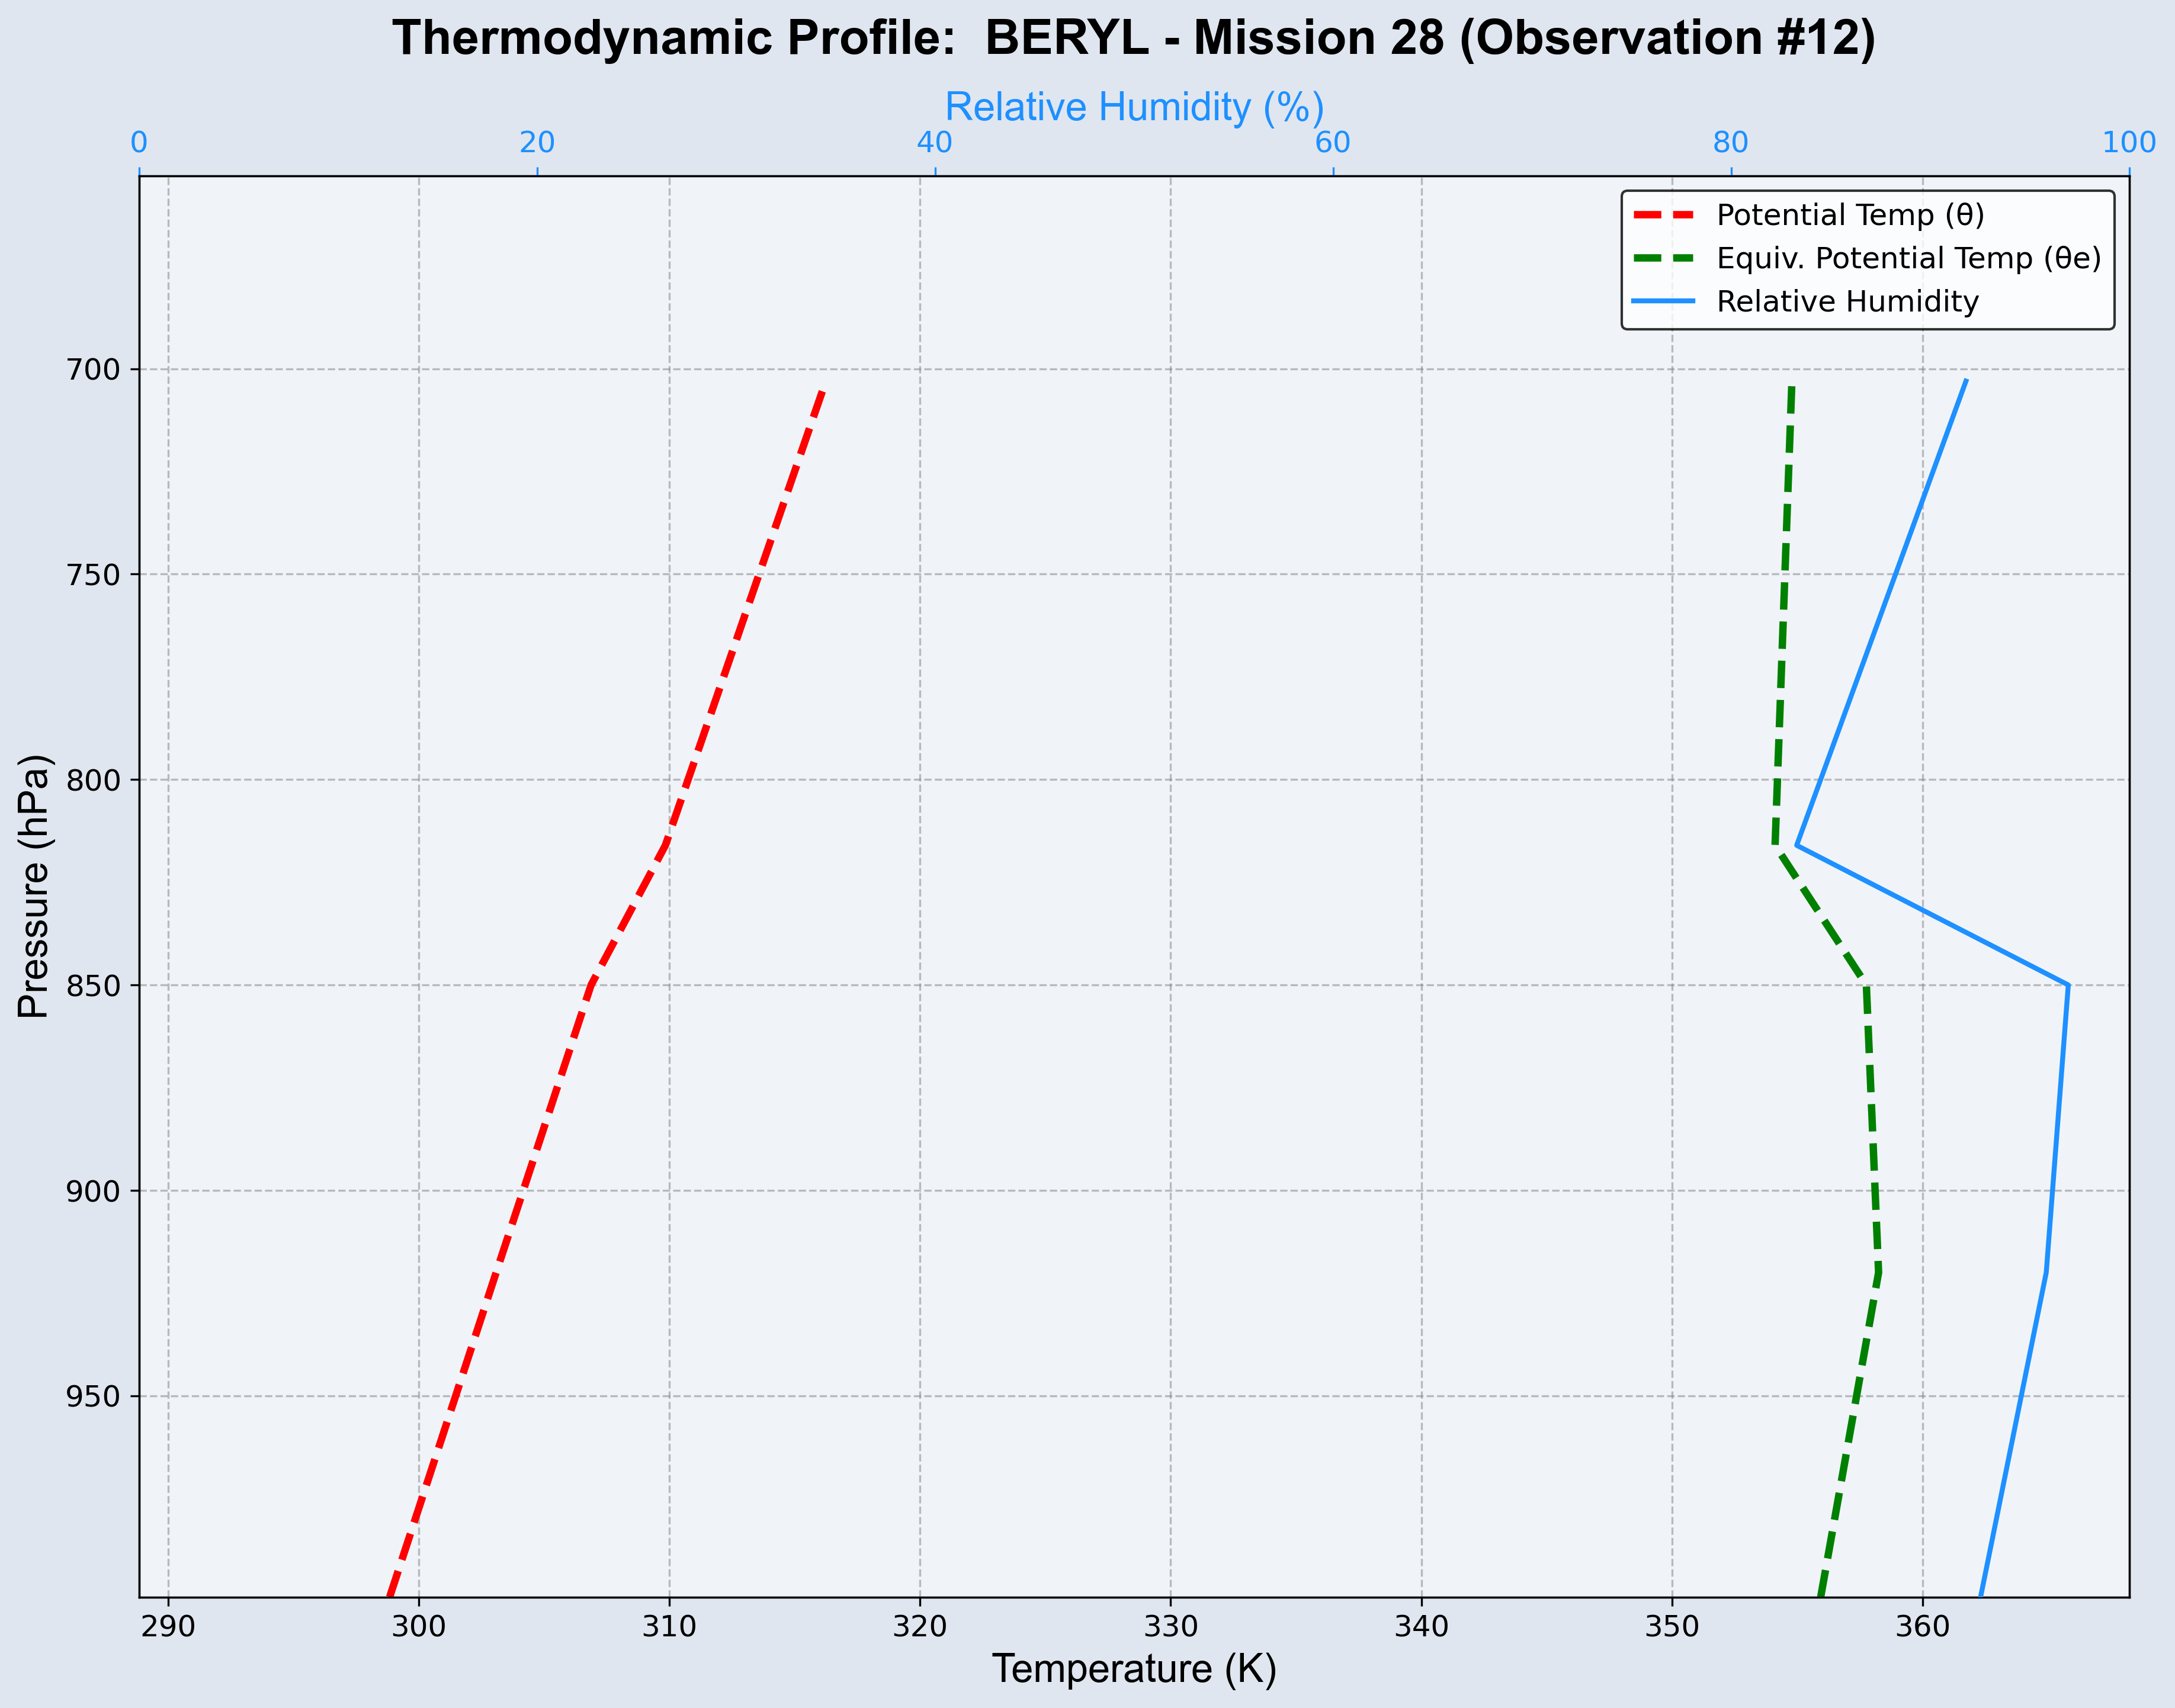 Thermodynamic Profile:  BERYL - Mission 28 (Observation #12)
Relative Humidity (%)
0 20 40 60 80 100
Potential Temp (θ)
Equiv. Potential Temp (θe)
Relative Humidity
700
750
800
850
900
950
Pressure (hPa)
290 300 310 320 330 340 350 360
Temperature (K)